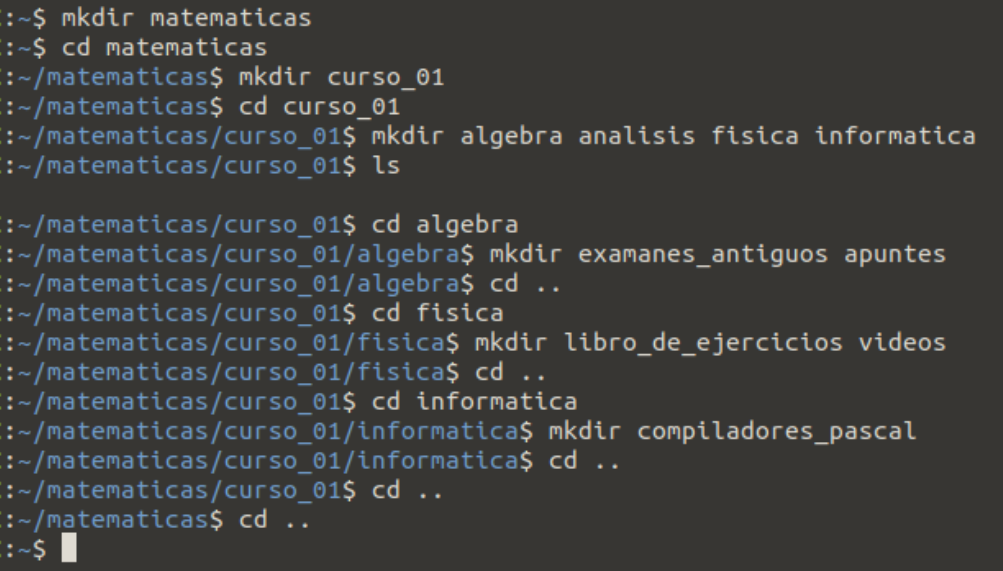 :~$ mkdir matematicas
:~$ cd matematicas
:~/matematicas$ mkdir curso_01
:~/matematicas$ cd curso_01
:~/matematicas/curso_01$ mkdir algebra analisis fisica informatica
:~/matematicas/curso_01$ ls
:~/matematicas/curso_01$ cd algebra
:~/matematicas/curso_01/algebra$ mkdir examanes_antiguos apuntes
:~/matematicas/curso_01/algebra$ cd ..
:~/matematicas/curso_01$ cd fisica
:~/matematicas/curso_01/fisica$ mkdir libro_de_ejercicios videos
:~/matematicas/curso_01/fisica$ cd ..
:~/matematicas/curso_01$ cd informatica
:~/matematicas/curso_01/informatica$ mkdir compiladores_pascal
:~/matematicas/curso_01/informatica$ cd ..
:~/matematicas/curso_01$ cd ..
:~/matematicas$ cd ..
:~$